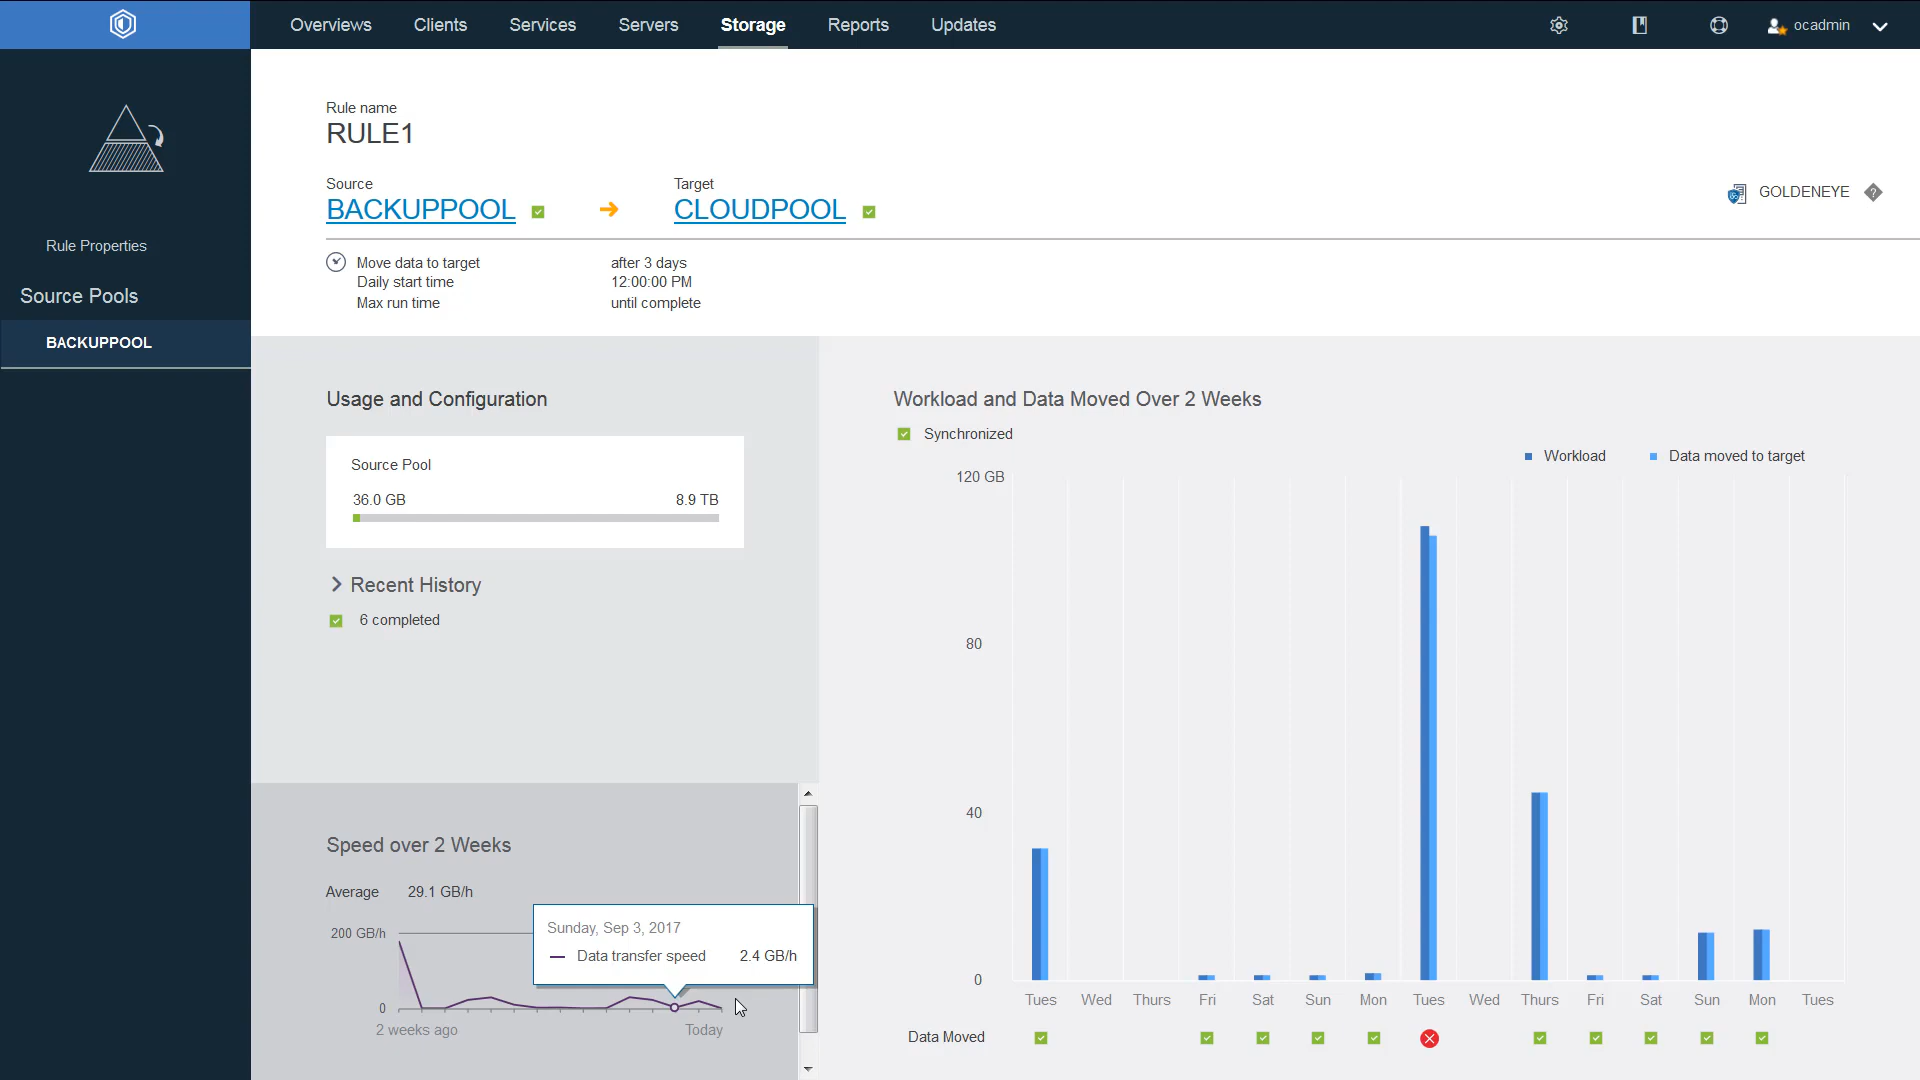 Overviews Clients Services Servers Storage Reports Updates ocadmin
Rule name
RULE1
Source Target
BACKUPPOOL CLOUDPOOL
GOLDENEYE ?
Rule Properties
Source Pools
BACKUPPOOL
Move data to target after 3 days
Daily start time 12:00:00 PM
Max run time until complete
Usage and Configuration
Source Pool
36.0 GB 8.9 TB
Recent History
6 completed
Speed over 2 Weeks
Average 29.1 GB/h
200 GB/h
0
2 weeks ago Today
Sunday, Sep 3, 2017
Data transfer speed 2.4 GB/h
Workload and Data Moved Over 2 Weeks
Synchronized
Workload Data moved to target
120 GB
80
40
0
Tues Wed Thurs Fri Sat Sun Mon Tues Wed Thurs Fri Sat Sun Mon Tues
Data Moved